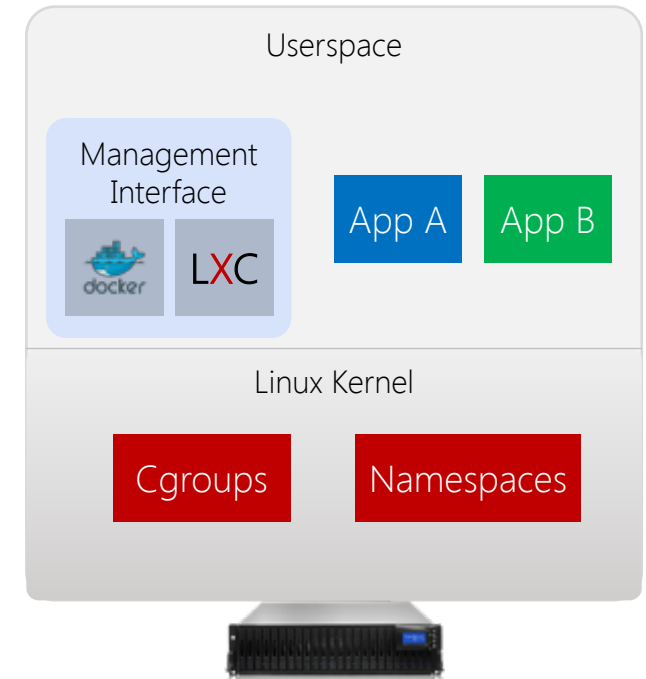 Userspace
Management
Interface
docker
LXC
App A
App B
Linux Kernel
Cgroups
Namespaces